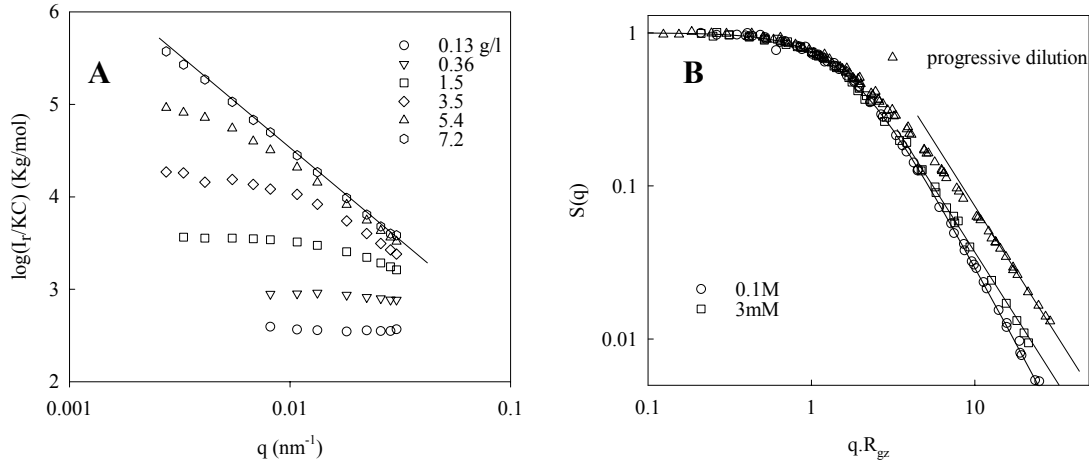 A
log(I_r/KC) (Kg/mol)
6
5
4
3
2
0.001
0.01
0.1
q (nm^-1)
0.13 g/l
0.36
1.5
3.5
5.4
7.2
B
progressive dilution
S(q)
1
0.1
0.01
0.1M
3mM
0.1
1
10
q.R_gz